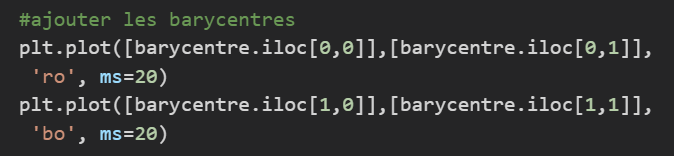 #ajouter les barycentres
plt.plot([barycentre.iloc[0,0]],[barycentre.iloc[0,1]],
'ro', ms=20)
plt.plot([barycentre.iloc[1,0]],[barycentre.iloc[1,1]],
'bo', ms=20)